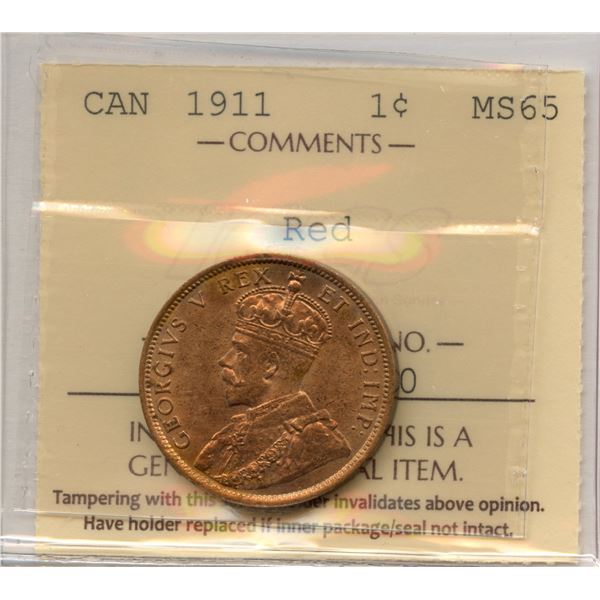 CAN 1911 1¢ MS65
— COMMENTS —
Red
GEORGIVS V REX ET IND: IMP:
NO. —
0
IN HIS IS A
GEN AL ITEM.
Tampering with this der invalidates above opinion.
Have holder replaced if inner package/seal not intact.